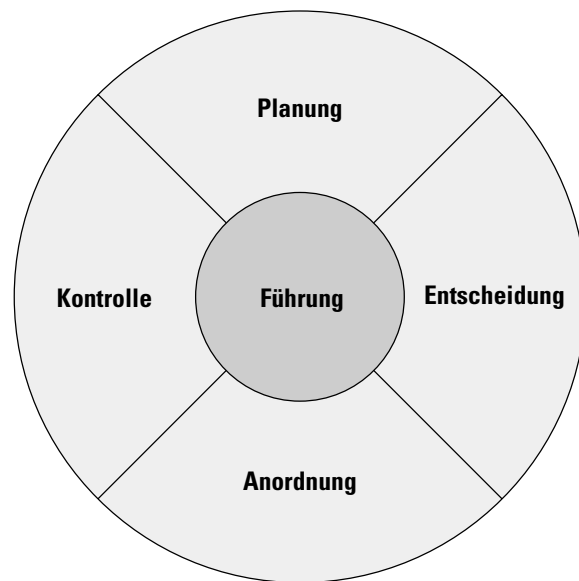 Planung
Kontrolle
Führung
Entscheidung
Anordnung